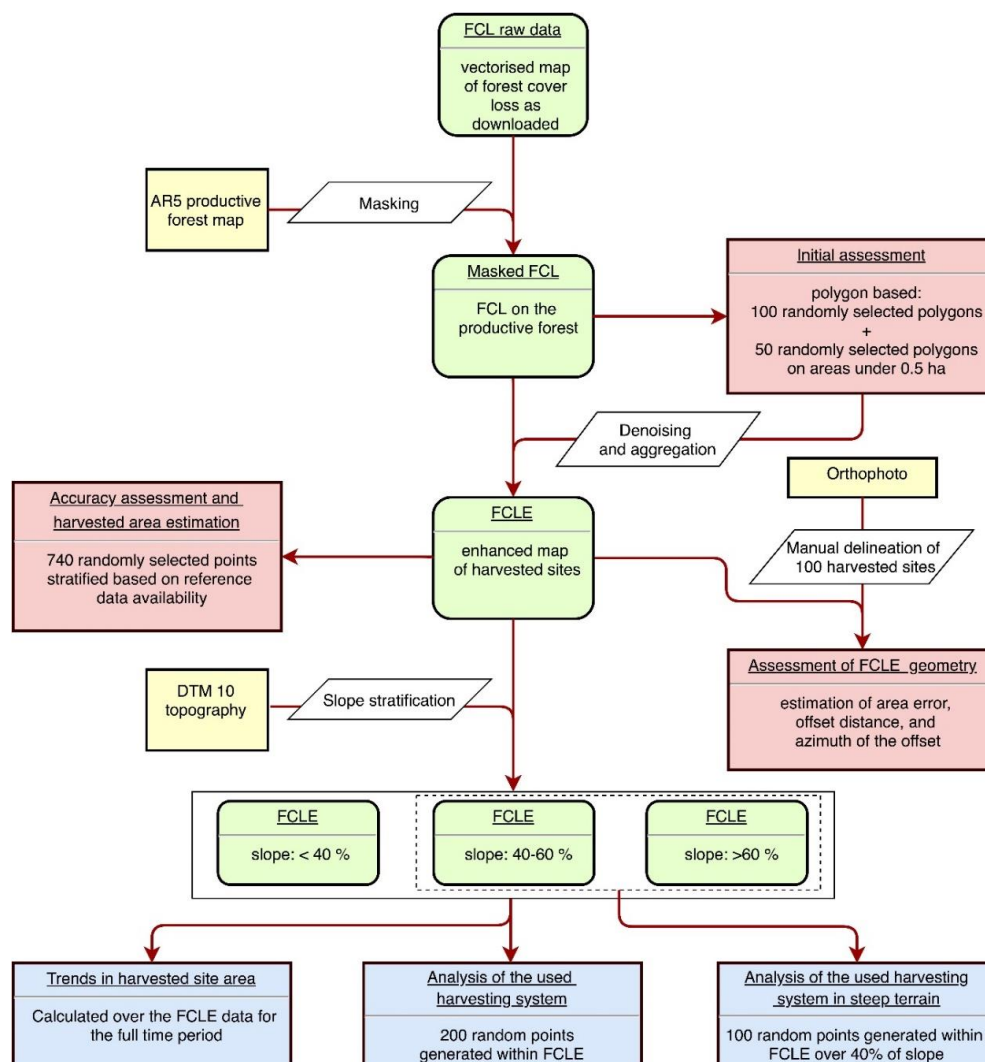 FCL raw data
vectorised map
of forest cover
loss as
downloaded
AR5 productive
forest map
Masking
Masked FCL
FCL on the
productive forest
Initial assessment
polygon based:
100 randomly selected polygons
+
50 randomly selected polygons
on areas under 0.5 ha
Denoising
and aggregation
Orthophoto
Accuracy assessment and
harvested area estimation
740 randomly selected points
stratified based on reference
data availability
FCLE
enhanced map
of harvested sites
Manual delineation of
100 harvested sites
Assessment of FCLE geometry
estimation of area error,
offset distance, and
azimuth of the offset
DTM 10
topography
Slope stratification
FCLE
slope: < 40 %
FCLE
slope: 40-60 %
FCLE
slope: >60 %
Trends in harvested site area
Calculated over the FCLE data for
the full time period
Analysis of the used
harvesting system
200 random points
generated within FCLE
Analysis of the used harvesting
system in steep terrain
100 random points generated within
FCLE over 40% of slope